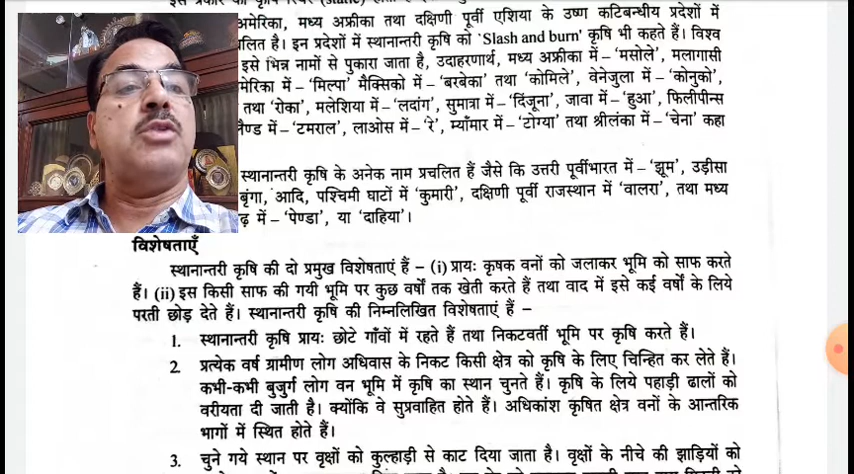 अमेरिका, मध्य अफ्रीका तथा दक्षिणी पूर्वी एशिया के उष्ण कटिबन्धीय प्रदेशों में
लित है। इन प्रदेशों में स्थानान्तरी कृषि को 'Slash and burn' कृषि भी कहते हैं। विश्व
इसे भिन्न नामों से पुकारा जाता है, उदाहरणार्थ, मध्य अफ्रीका में – 'मसोले', मलागासी
मेरिका में – 'मिल्पा' मैक्सिको में – 'बरबेका' तथा 'कोमिले', वेनेजुला में – 'कोनुको',
तथा 'रोका', मलेशिया में – 'लदांग', सुमात्रा में – 'दिंजूना', जावा में – 'हुआ', फिलीपीन्स
लैण्ड में – 'टमराल', लाओस में – 'रे', म्याँमार में – 'टोंग्या' तथा श्रीलंका में – 'चेना' कहा
स्थानान्तरी कृषि के अनेक नाम प्रचलित हैं जैसे कि उत्तरी पूर्वीभारत में – 'झूम', उड़ीसा
बृंगा, आदि, पश्चिमी घाटों में 'कुमारी', दक्षिणी पूर्वी राजस्थान में 'वालरा', तथा मध्य
ढ़ में – 'पेण्डा', या 'दाहिया'।
विशेषताएँ
स्थानान्तरी कृषि की दो प्रमुख विशेषताएं हैं – (i) प्रायः कृषक वनों को जलाकर भूमि को साफ करते
हैं। (ii) इस किसी साफ की गयी भूमि पर कुछ वर्षों तक खेती करते हैं तथा वाद में इसे कई वर्षों के लिये
परती छोड़ देते हैं। स्थानान्तरी कृषि की निम्नलिखित विशेषताएं हैं –
1. स्थानान्तरी कृषि प्रायः छोटे गाँवों में रहते हैं तथा निकटवर्ती भूमि पर कृषि करते हैं।
2. प्रत्येक वर्ष ग्रामीण लोग अधिवास के निकट किसी क्षेत्र को कृषि के लिए चिन्हित कर लेते हैं।
कभी-कभी बुजुर्ग लोग वन भूमि में कृषि का स्थान चुनते हैं। कृषि के लिये पहाड़ी ढालों को
वरीयता दी जाती है। क्योंकि वे सुप्रवाहित होते हैं। अधिकांश कृषित क्षेत्र वनों के आन्तरिक
भागों में स्थित होते हैं।
3. चुने गये स्थान पर वृक्षों को कुल्हाड़ी से काट दिया जाता है। वृक्षों के नीचे की झाड़ियों को